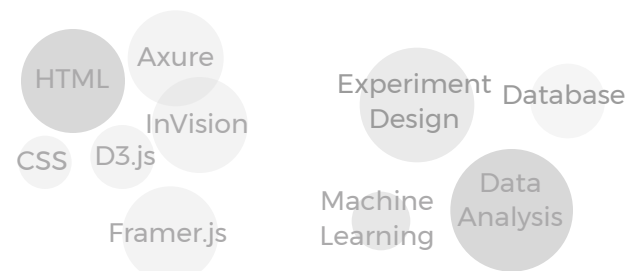 Axure
HTML
InVision
CSS
D3.js
Framer.js
Experiment
Design
Database
Machine
Learning
Data
Analysis